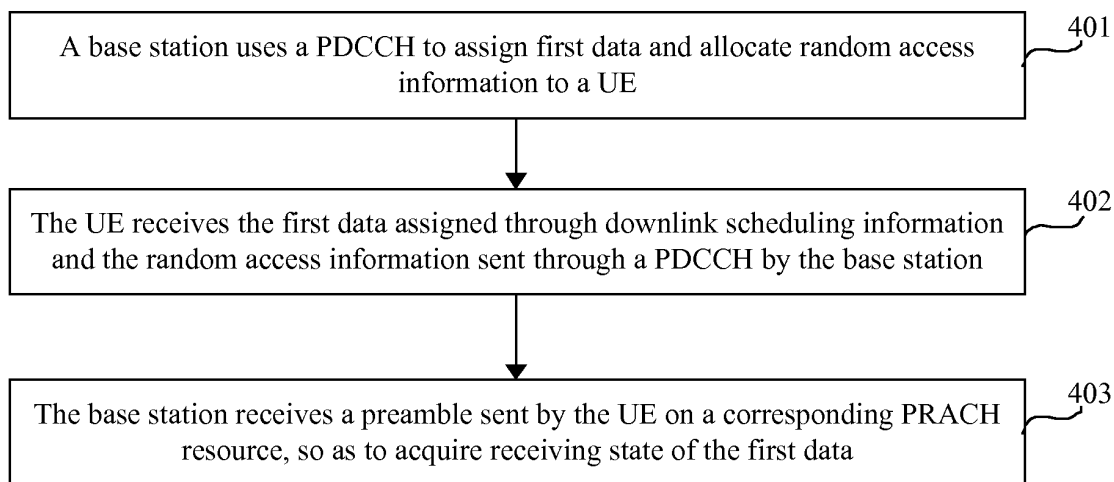 401
A base station uses a PDCCH to assign first data and allocate random access
information to a UE
402
The UE receives the first data assigned through downlink scheduling information
and the random access information sent through a PDCCH by the base station
403
The base station receives a preamble sent by the UE on a corresponding PRACH
resource, so as to acquire receiving state of the first data